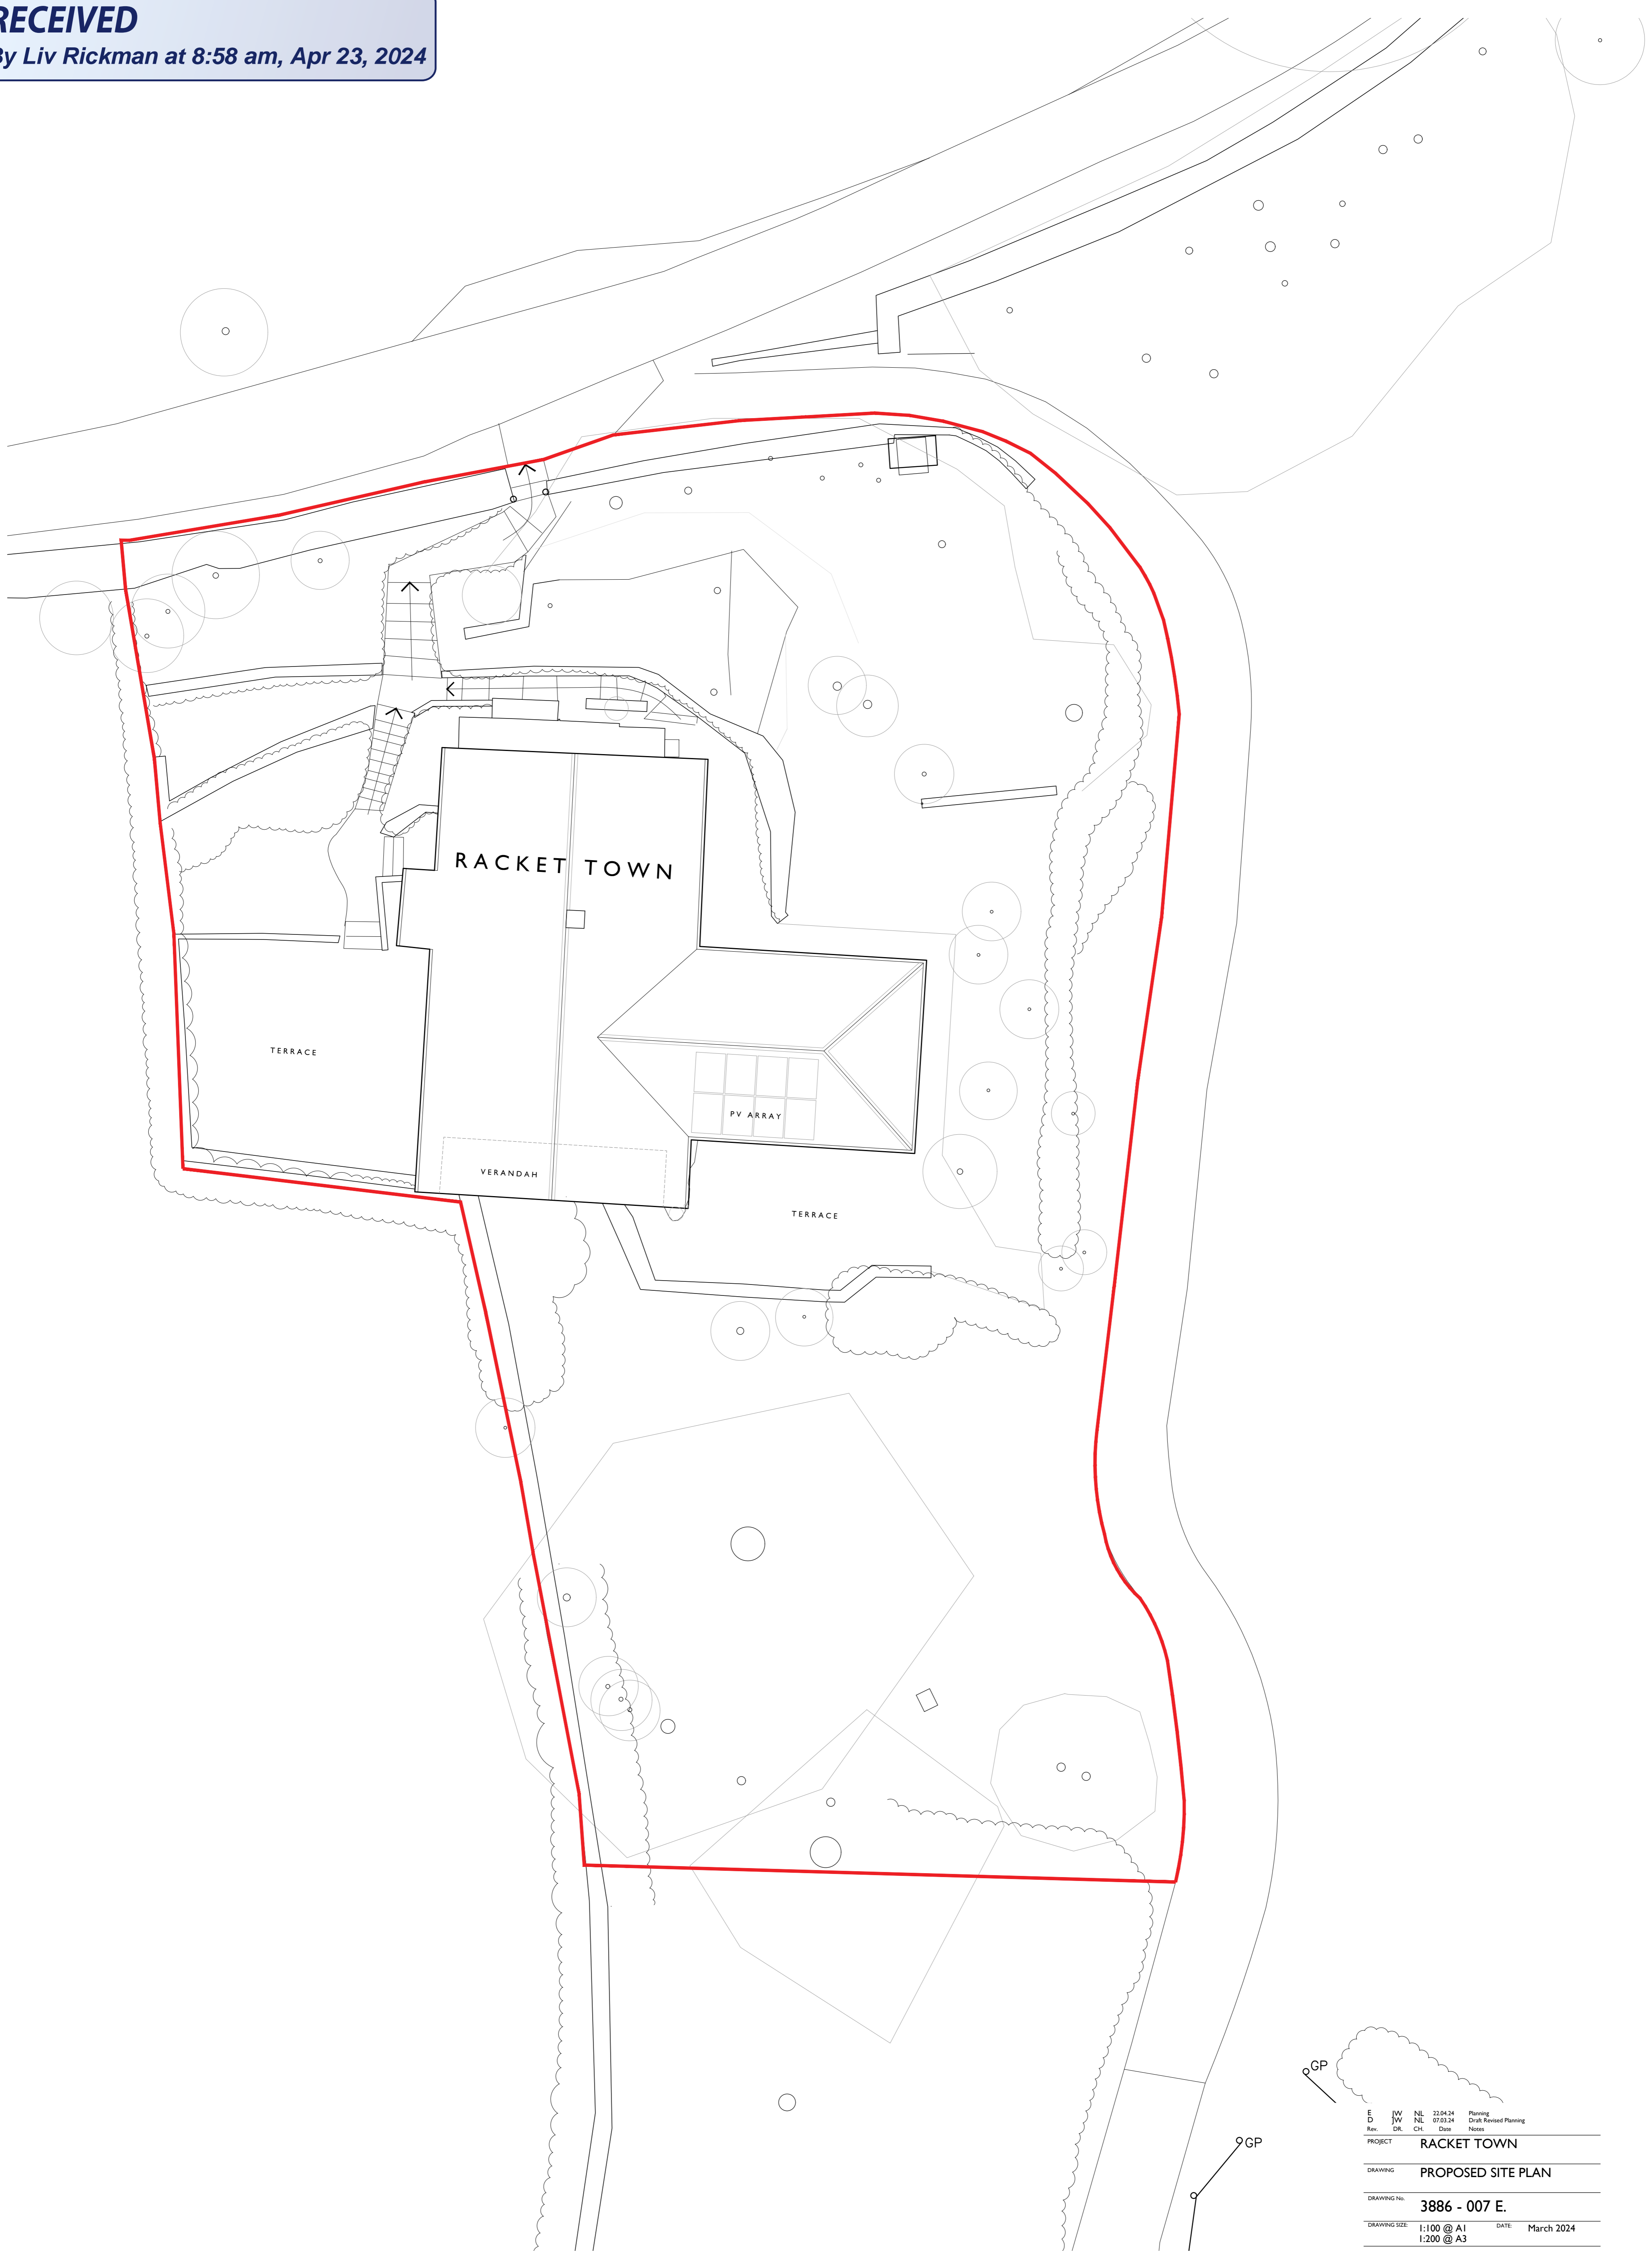 RECEIVED
By Liv Rickman at 8:58 am, Apr 23, 2024
RACKET TOWN
TERRACE
PV ARRAY
VERANDAH
TERRACE
GP
GP
E JW NL 22.04.24 Planning
D JW NL 07.03.24 Draft Revised Planning
Rev. DR. CH. Date Notes
PROJECT RACKET TOWN
DRAWING PROPOSED SITE PLAN
DRAWING No. 3886 - 007 E.
DRAWING SIZE: 1:100 @ A1 DATE: March 2024
1:200 @ A3